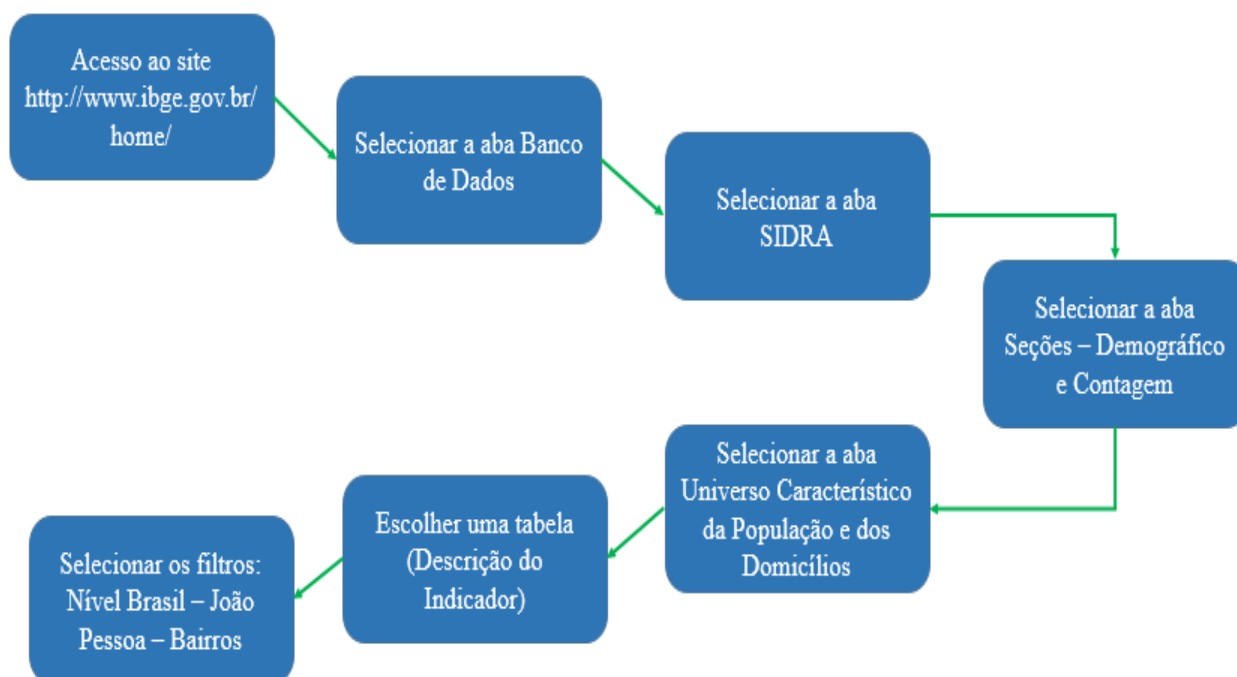 Acesso ao site
http://www.ibge.gov.br/
home/
Selecionar a aba Banco
de Dados
Selecionar a aba
SIDRA
Selecionar a aba
Seções – Demográfico
e Contagem
Selecionar a aba
Universo Característico
da População e dos
Domicílios
Escolher uma tabela
(Descrição do
Indicador)
Selecionar os filtros:
Nível Brasil – João
Pessoa – Bairros